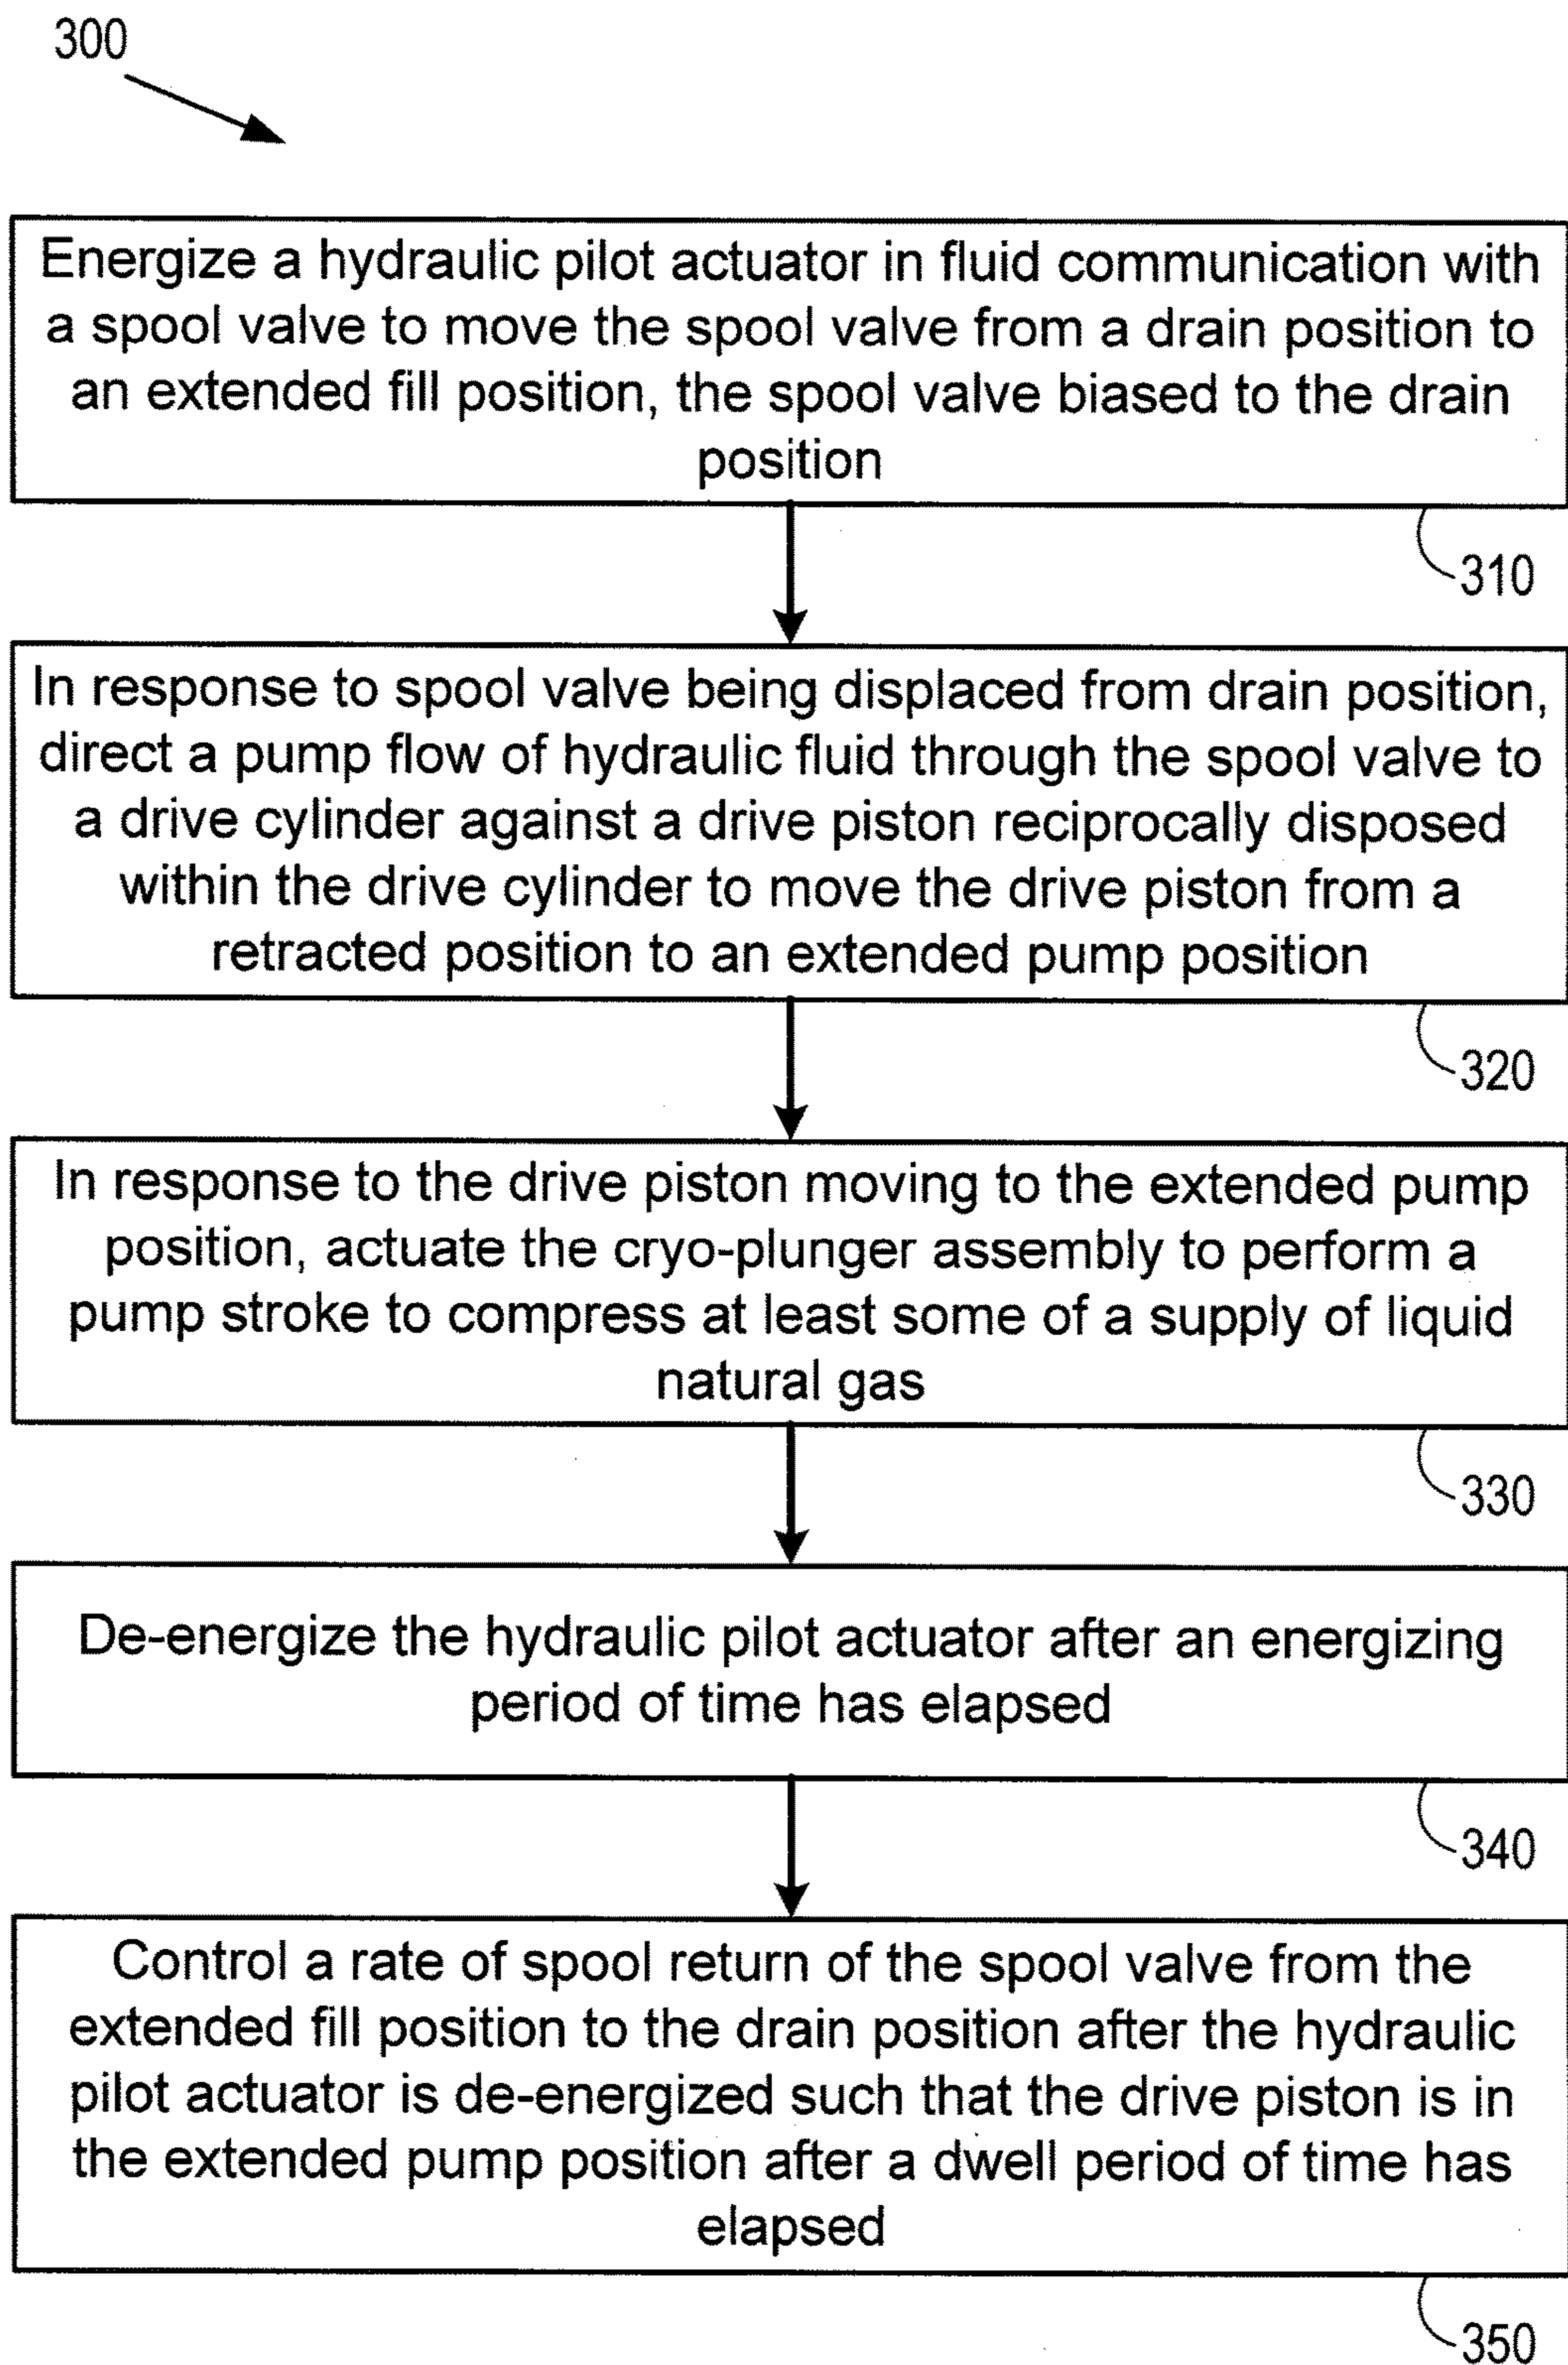 300
Energize a hydraulic pilot actuator in fluid communication with
a spool valve to move the spool valve from a drain position to
an extended fill position, the spool valve biased to the drain
position
310
In response to spool valve being displaced from drain position,
direct a pump flow of hydraulic fluid through the spool valve to
a drive cylinder against a drive piston reciprocally disposed
within the drive cylinder to move the drive piston from a
retracted position to an extended pump position
320
In response to the drive piston moving to the extended pump
position, actuate the cryo-plunger assembly to perform a
pump stroke to compress at least some of a supply of liquid
natural gas
330
De-energize the hydraulic pilot actuator after an energizing
period of time has elapsed
340
Control a rate of spool return of the spool valve from the
extended fill position to the drain position after the hydraulic
pilot actuator is de-energized such that the drive piston is in
the extended pump position after a dwell period of time has
elapsed
350